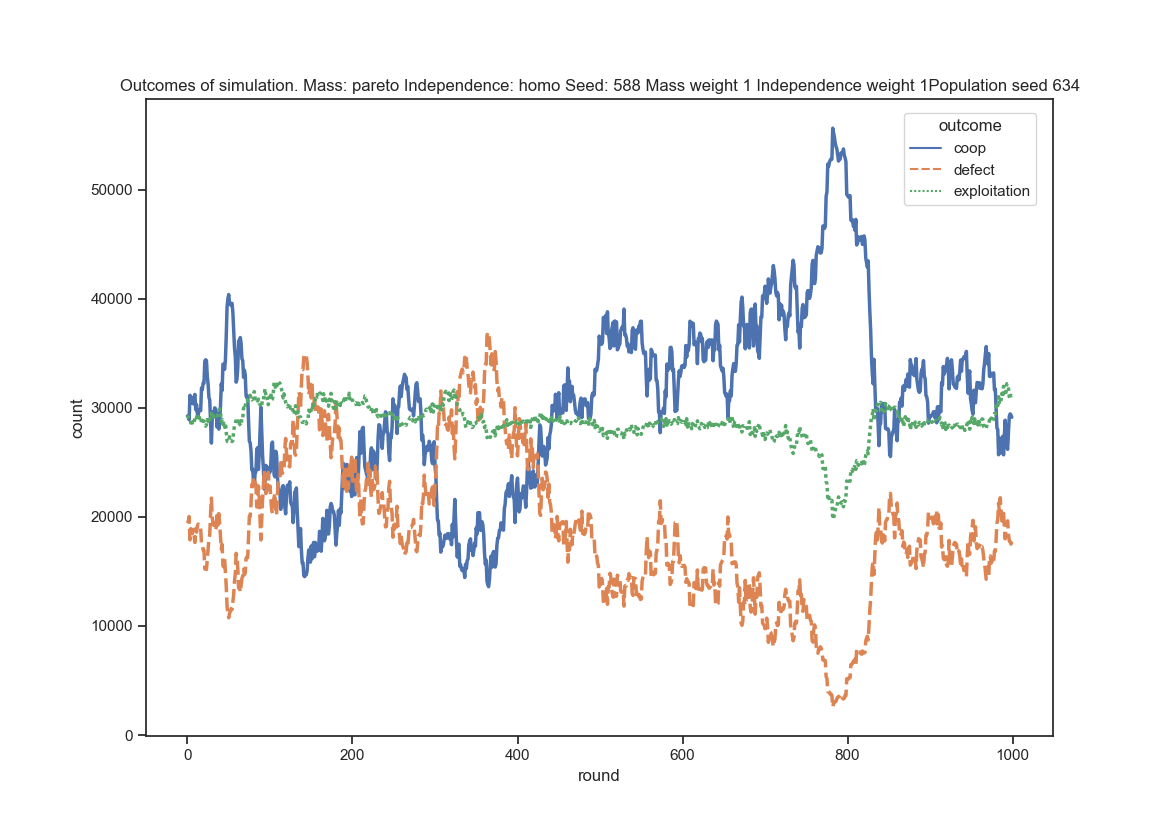 Outcomes of simulation. Mass: pareto Independence: homo Seed: 588 Mass weight 1 Independence weight 1Population seed 634
outcome
coop
defect
exploitation
50000
40000
30000
20000
10000
0
count
0 200 400 600 800 1000
round